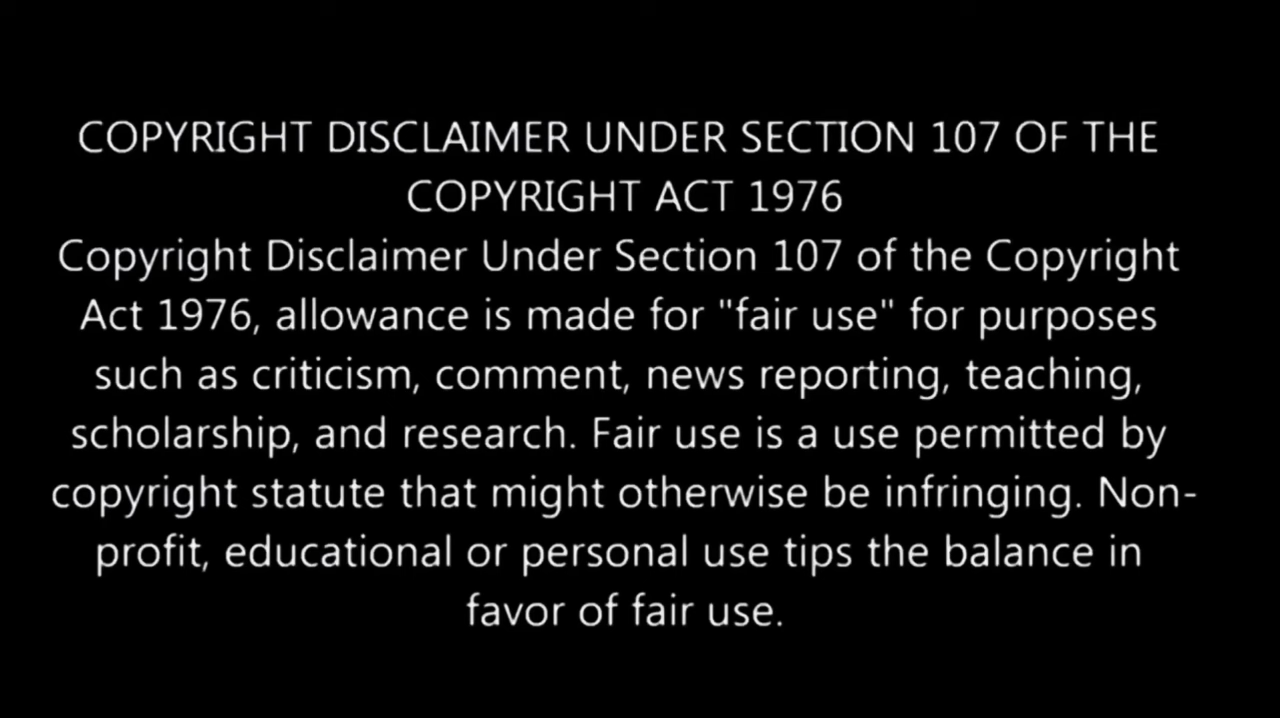 COPYRIGHT DISCLAIMER UNDER SECTION 107 OF THE
COPYRIGHT ACT 1976
Copyright Disclaimer Under Section 107 of the Copyright
Act 1976, allowance is made for "fair use" for purposes
such as criticism, comment, news reporting, teaching,
scholarship, and research. Fair use is a use permitted by
copyright statute that might otherwise be infringing. Non-
profit, educational or personal use tips the balance in
favor of fair use.